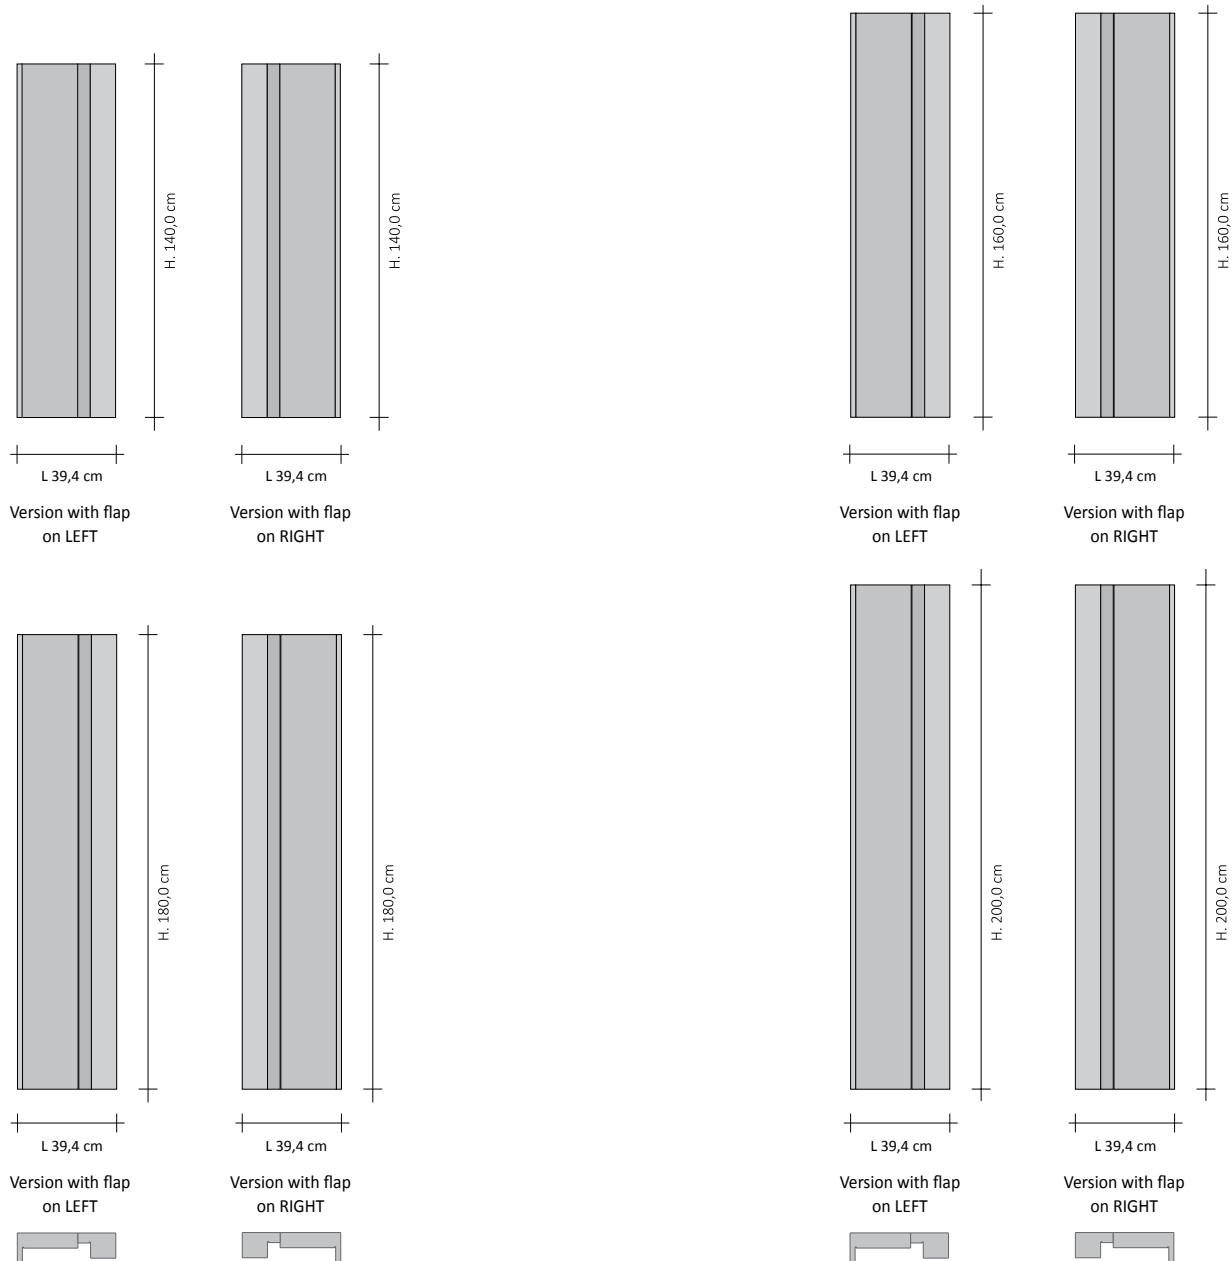 H. 140,0 cm
H. 140,0 cm
L 39,4 cm
L 39,4 cm
Version with flap
on LEFT
Version with flap
on RIGHT
H. 160,0 cm
H. 160,0 cm
L 39,4 cm
L 39,4 cm
Version with flap
on LEFT
Version with flap
on RIGHT
H. 180,0 cm
H. 180,0 cm
L 39,4 cm
L 39,4 cm
Version with flap
on LEFT
Version with flap
on RIGHT
H. 200,0 cm
H. 200,0 cm
L 39,4 cm
L 39,4 cm
Version with flap
on LEFT
Version with flap
on RIGHT